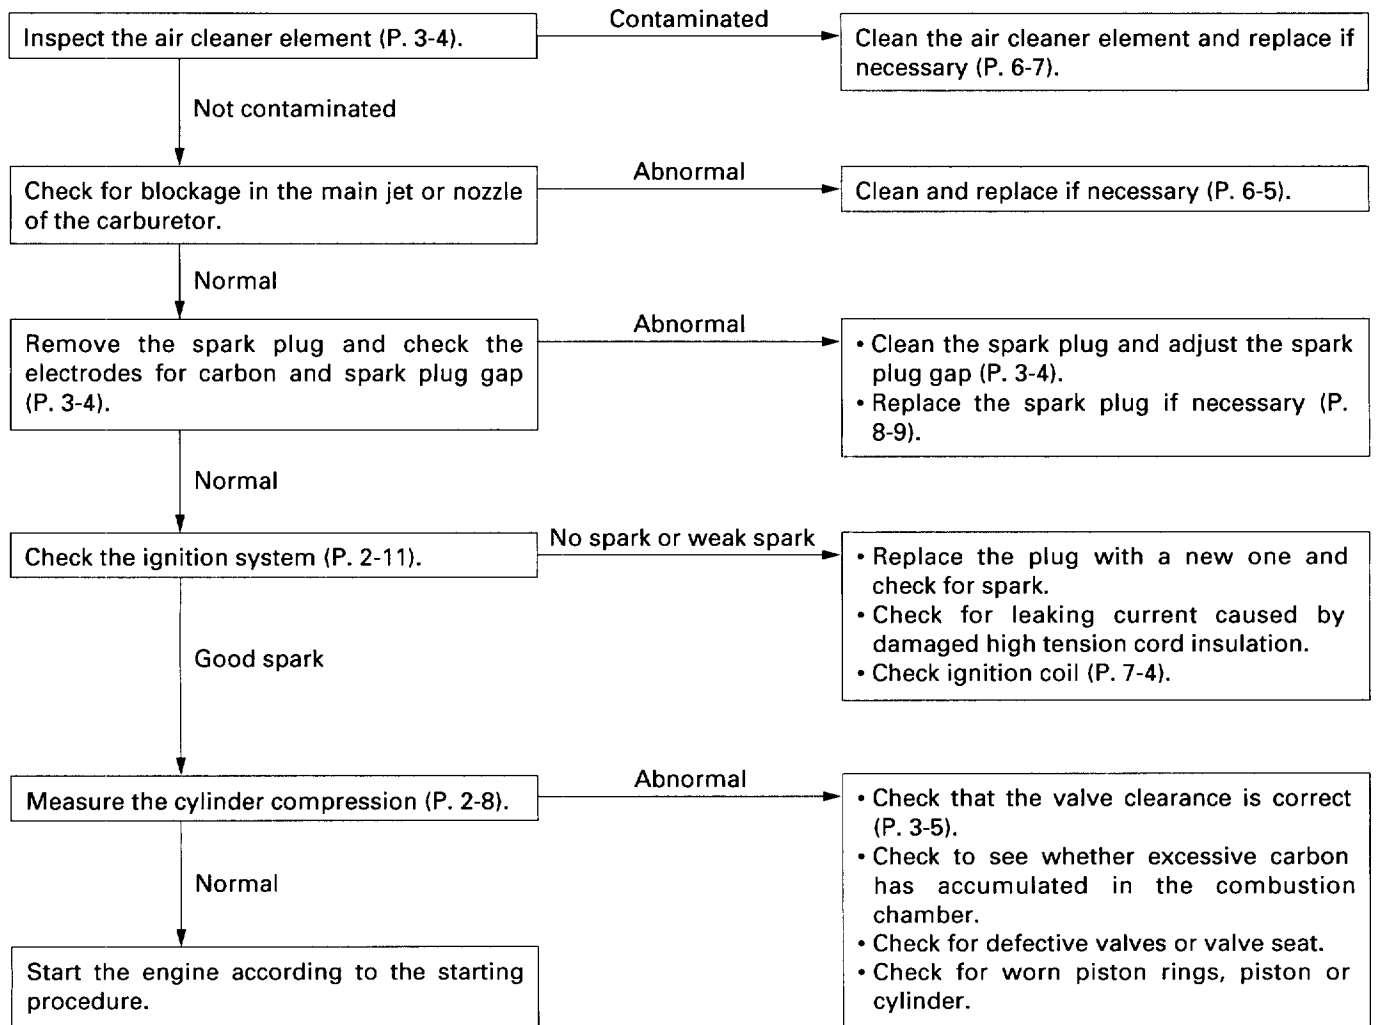 Contaminated
Inspect the air cleaner element (P. 3-4).
Clean the air cleaner element and replace if
necessary (P. 6-7).
Not contaminated
Abnormal
Check for blockage in the main jet or nozzle
of the carburetor.
Clean and replace if necessary (P. 6-5).
Normal
Abnormal
Remove the spark plug and check the
electrodes for carbon and spark plug gap
(P. 3-4).
• Clean the spark plug and adjust the spark
plug gap (P. 3-4).
• Replace the spark plug if necessary (P.
8-9).
Normal
No spark or weak spark
Check the ignition system (P. 2-11).
• Replace the plug with a new one and
check for spark.
• Check for leaking current caused by
damaged high tension cord insulation.
• Check ignition coil (P. 7-4).
Good spark
Abnormal
Measure the cylinder compression (P. 2-8).
• Check that the valve clearance is correct
(P. 3-5).
• Check to see whether excessive carbon
has accumulated in the combustion
chamber.
• Check for defective valves or valve seat.
• Check for worn piston rings, piston or
cylinder.
Normal
Start the engine according to the starting
procedure.